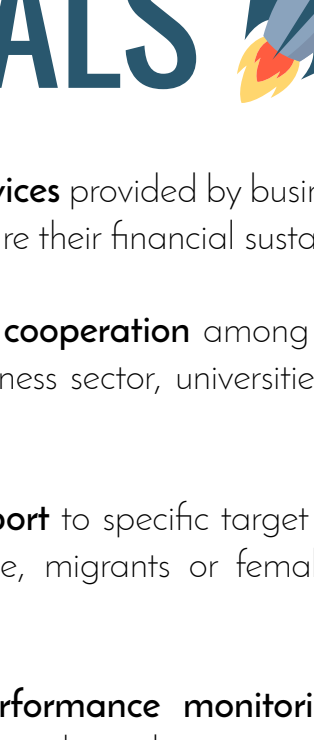 ALS
vices provided by busin
re their financial susta
cooperation among
ness sector, universitie
port to specific target
e, migrants or femal
rformance monitori